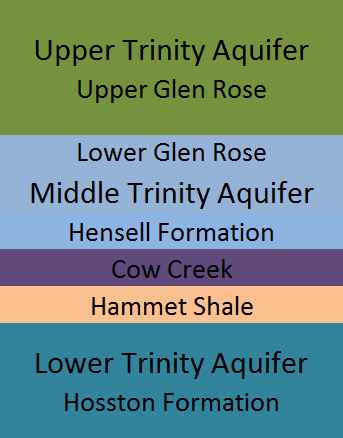 Upper Trinity Aquifer
Upper Glen Rose
Lower Glen Rose
Middle Trinity Aquifer
Hensell Formation
Cow Creek
Hammet Shale
Lower Trinity Aquifer
Hosston Formation